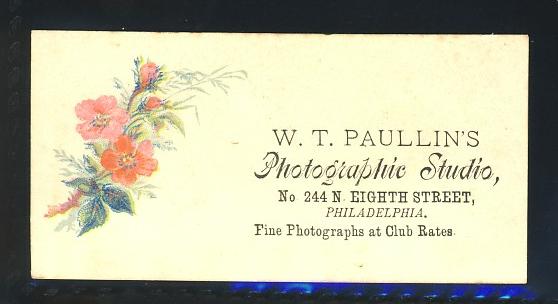 W. T. PAULLIN'S
Photographic Studio,
No 244 N. EIGHTH STREET,
PHILADELPHIA.
Fine Photographs at Club Rates.